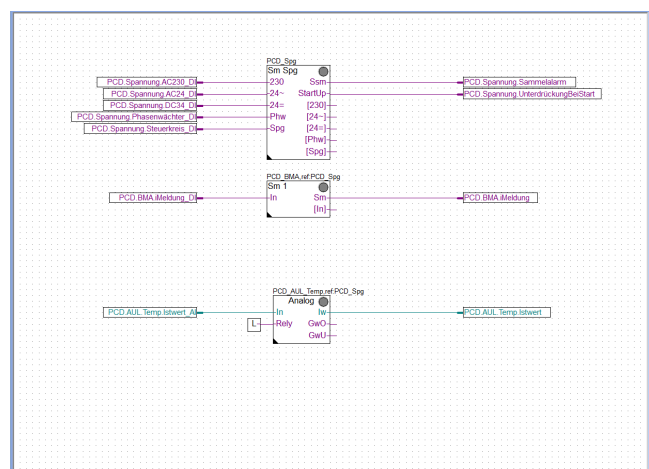 PCD_Spg
Sm Spg
PCD.Spannung.AC230_DI 230 Ssm PCD.Spannung.Sammelalarm
PCD.Spannung.AC24_DI 24~ StartUp PCD.Spannung.UnterdrückungBeiStart
PCD.Spannung.DC34_DI 24= [230]
PCD.Spannung.Phasenwächter_DI Phw [24~]
PCD.Spannung.Steuerkreis_DI Spg [24=]
[Phw]
[Spg]
PCD_BMA,ref:PCD_Spg
Sm 1
PCD.BMA.iMeldung_DI In Sm PCD.BMA.iMeldung
[In]
PCD_AUL_Temp,ref:PCD_Spg
Analog
PCD.AUL.Temp.Istwert_AI In Iw PCD.AUL.Temp.Istwert
L Rely GwO
GwU